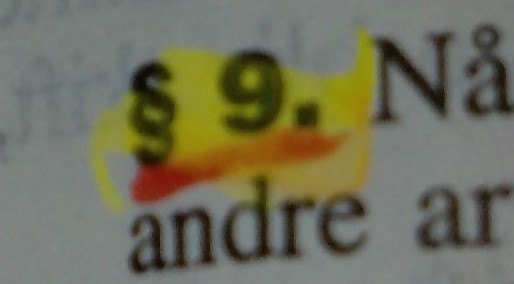 § 9. Nå
andre ar